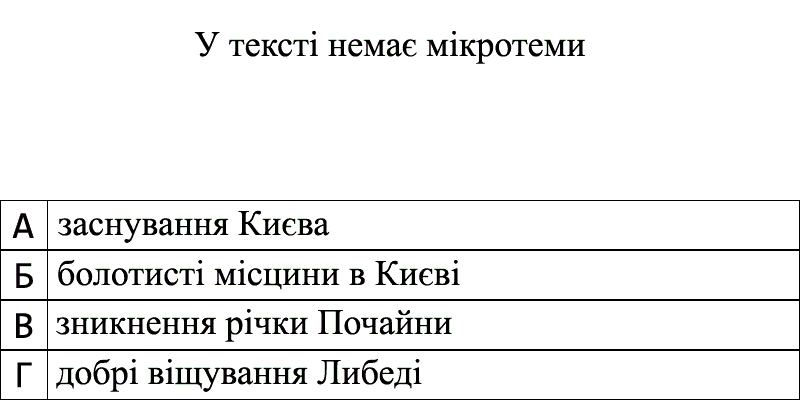 У тексті немає мікротеми
А заснування Києва
Б болотисті місцини в Києві
В зникнення річки Почайни
Г добрі віщування Либеді